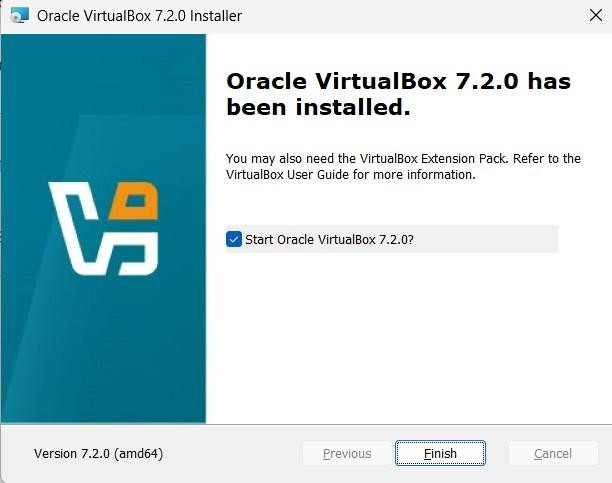 Oracle VirtualBox 7.2.0 Installer
Oracle VirtualBox 7.2.0 has
been installed.
You may also need the VirtualBox Extension Pack. Refer to the
VirtualBox User Guide for more information.
Start Oracle VirtualBox 7.2.0?
Version 7.2.0 (amd64)
Previous
Finish
Cancel